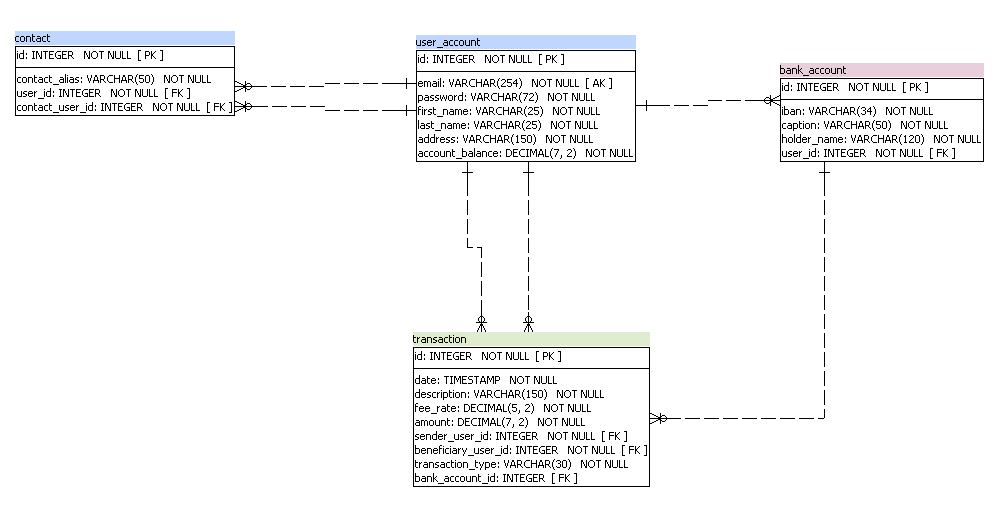 contact
id: INTEGER NOT NULL [ PK ]
contact_alias: VARCHAR(50) NOT NULL
user_id: INTEGER NOT NULL [ FK ]
contact_user_id: INTEGER NOT NULL [ FK ]
user_account
id: INTEGER NOT NULL [ PK ]
email: VARCHAR(254) NOT NULL [ AK ]
password: VARCHAR(72) NOT NULL
first_name: VARCHAR(25) NOT NULL
last_name: VARCHAR(25) NOT NULL
address: VARCHAR(150) NOT NULL
account_balance: DECIMAL(7, 2) NOT NULL
bank_account
id: INTEGER NOT NULL [ PK ]
iban: VARCHAR(34) NOT NULL
caption: VARCHAR(50) NOT NULL
holder_name: VARCHAR(120) NOT NULL
user_id: INTEGER NOT NULL [ FK ]
transaction
id: INTEGER NOT NULL [ PK ]
date: TIMESTAMP NOT NULL
description: VARCHAR(150) NOT NULL
fee_rate: DECIMAL(5, 2) NOT NULL
amount: DECIMAL(7, 2) NOT NULL
sender_user_id: INTEGER NOT NULL [ FK ]
beneficiary_user_id: INTEGER NOT NULL [ FK ]
transaction_type: VARCHAR(30) NOT NULL
bank_account_id: INTEGER [ FK ]